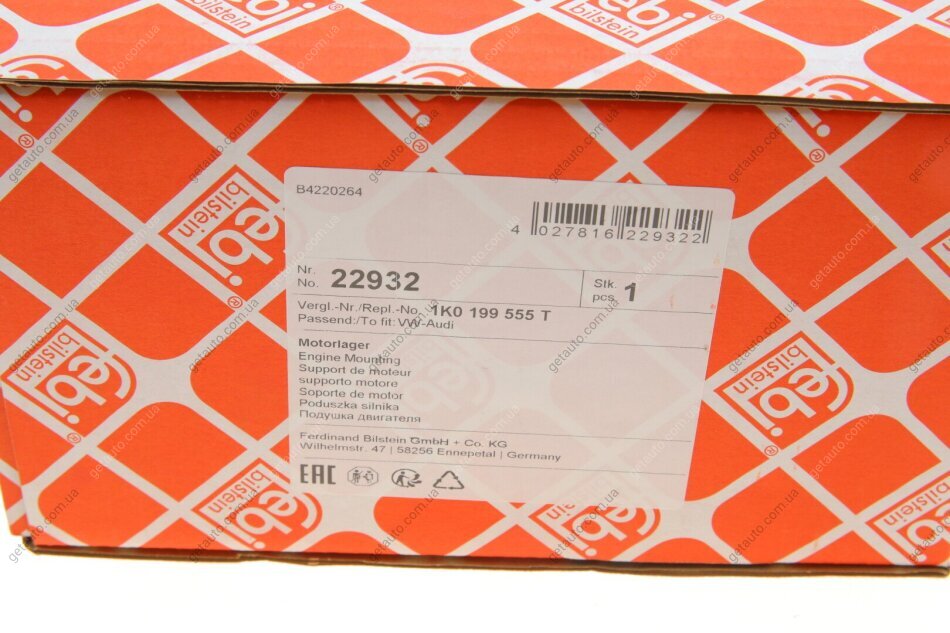 febi
bilstein
B4220264
4 027816 229322
Nr.
No. 22932
Stk.
pcs. 1
Vergl.-Nr./Repl.-No. 1K0 199 555 T
Passend:/To fit: VW-Audi
Motorlager
Engine Mounting
Support de moteur
supporto motore
Soporte de motor
Poduszka silnika
Подушка двигателя
Ferdinand Bilstein GmbH + Co. KG
Wilhelmstr. 47 | 58256 Ennepetal | Germany
EAC
getauto.com.ua